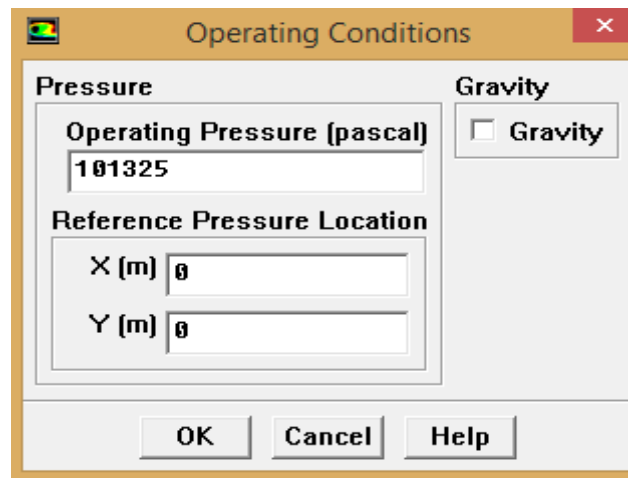 Operating Conditions
Pressure
Operating Pressure (pascal)
101325
Reference Pressure Location
X (m) 0
Y (m) 0
Gravity
Gravity
OK Cancel Help